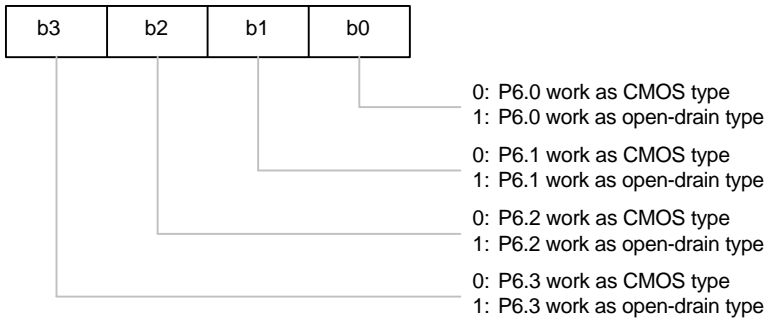 b3 b2 b1 b0
0: P6.0 work as CMOS type
1: P6.0 work as open-drain type
0: P6.1 work as CMOS type
1: P6.1 work as open-drain type
0: P6.2 work as CMOS type
1: P6.2 work as open-drain type
0: P6.3 work as CMOS type
1: P6.3 work as open-drain type